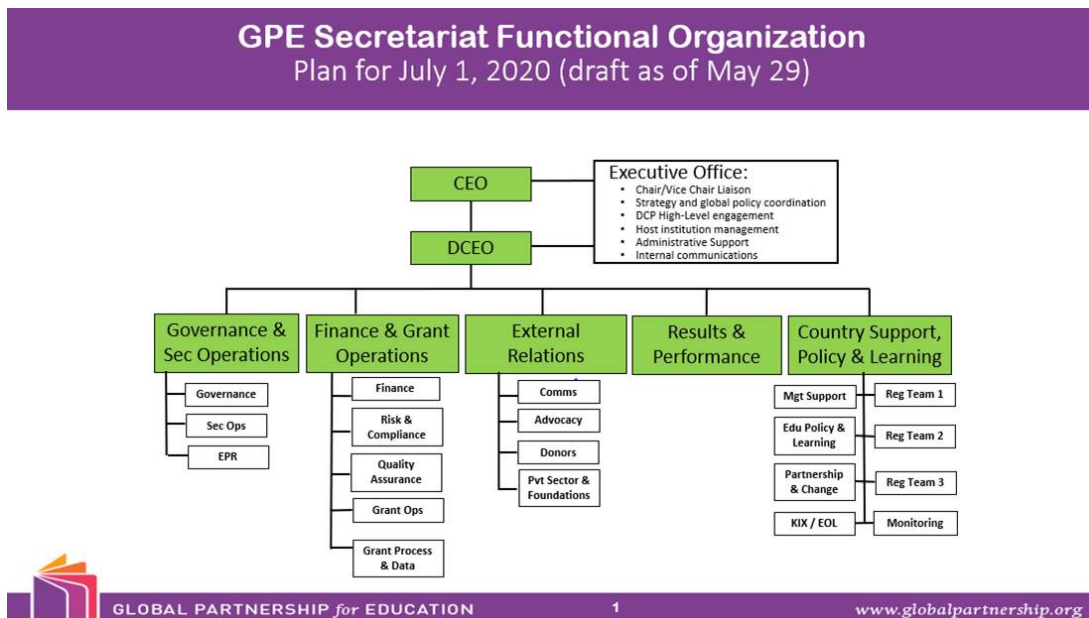 GPE Secretariat Functional Organization
Plan for July 1, 2020 (draft as of May 29)
CEO
Executive Office:
• Chair/Vice Chair Liaison
• Strategy and global policy coordination
• DCP High-Level engagement
• Host institution management
• Administrative Support
• Internal communications
DCEO
Governance &
Sec Operations
Governance
Sec Ops
EPR
Finance & Grant
Operations
Finance
Risk &
Compliance
Quality
Assurance
Grant Ops
Grant Process
& Data
External
Relations
Comms
Advocacy
Donors
Pvt Sector &
Foundations
Results &
Performance
Country Support,
Policy & Learning
Mgt Support
Reg Team 1
Edu Policy &
Learning
Reg Team 2
Partnership
& Change
Reg Team 3
KIX / EOL
Monitoring
GLOBAL PARTNERSHIP for EDUCATION
1
www.globalpartnership.org